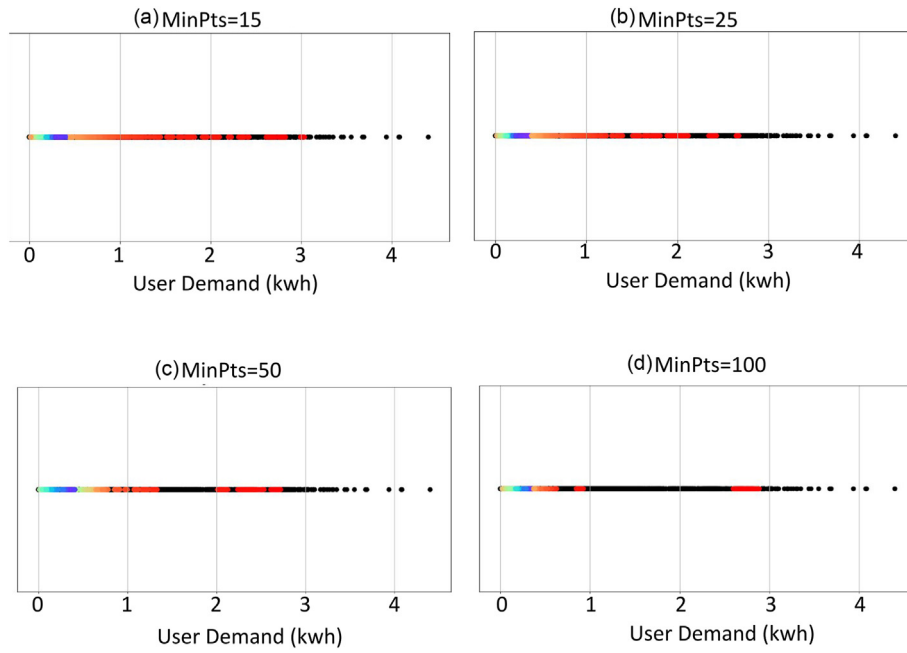 (a) MinPts=15
(b) MinPts=25
0 1 2 3 4
0 1 2 3 4
User Demand (kwh)
User Demand (kwh)
(c) MinPts=50
(d) MinPts=100
0 1 2 3 4
0 1 2 3 4
User Demand (kwh)
User Demand (kwh)